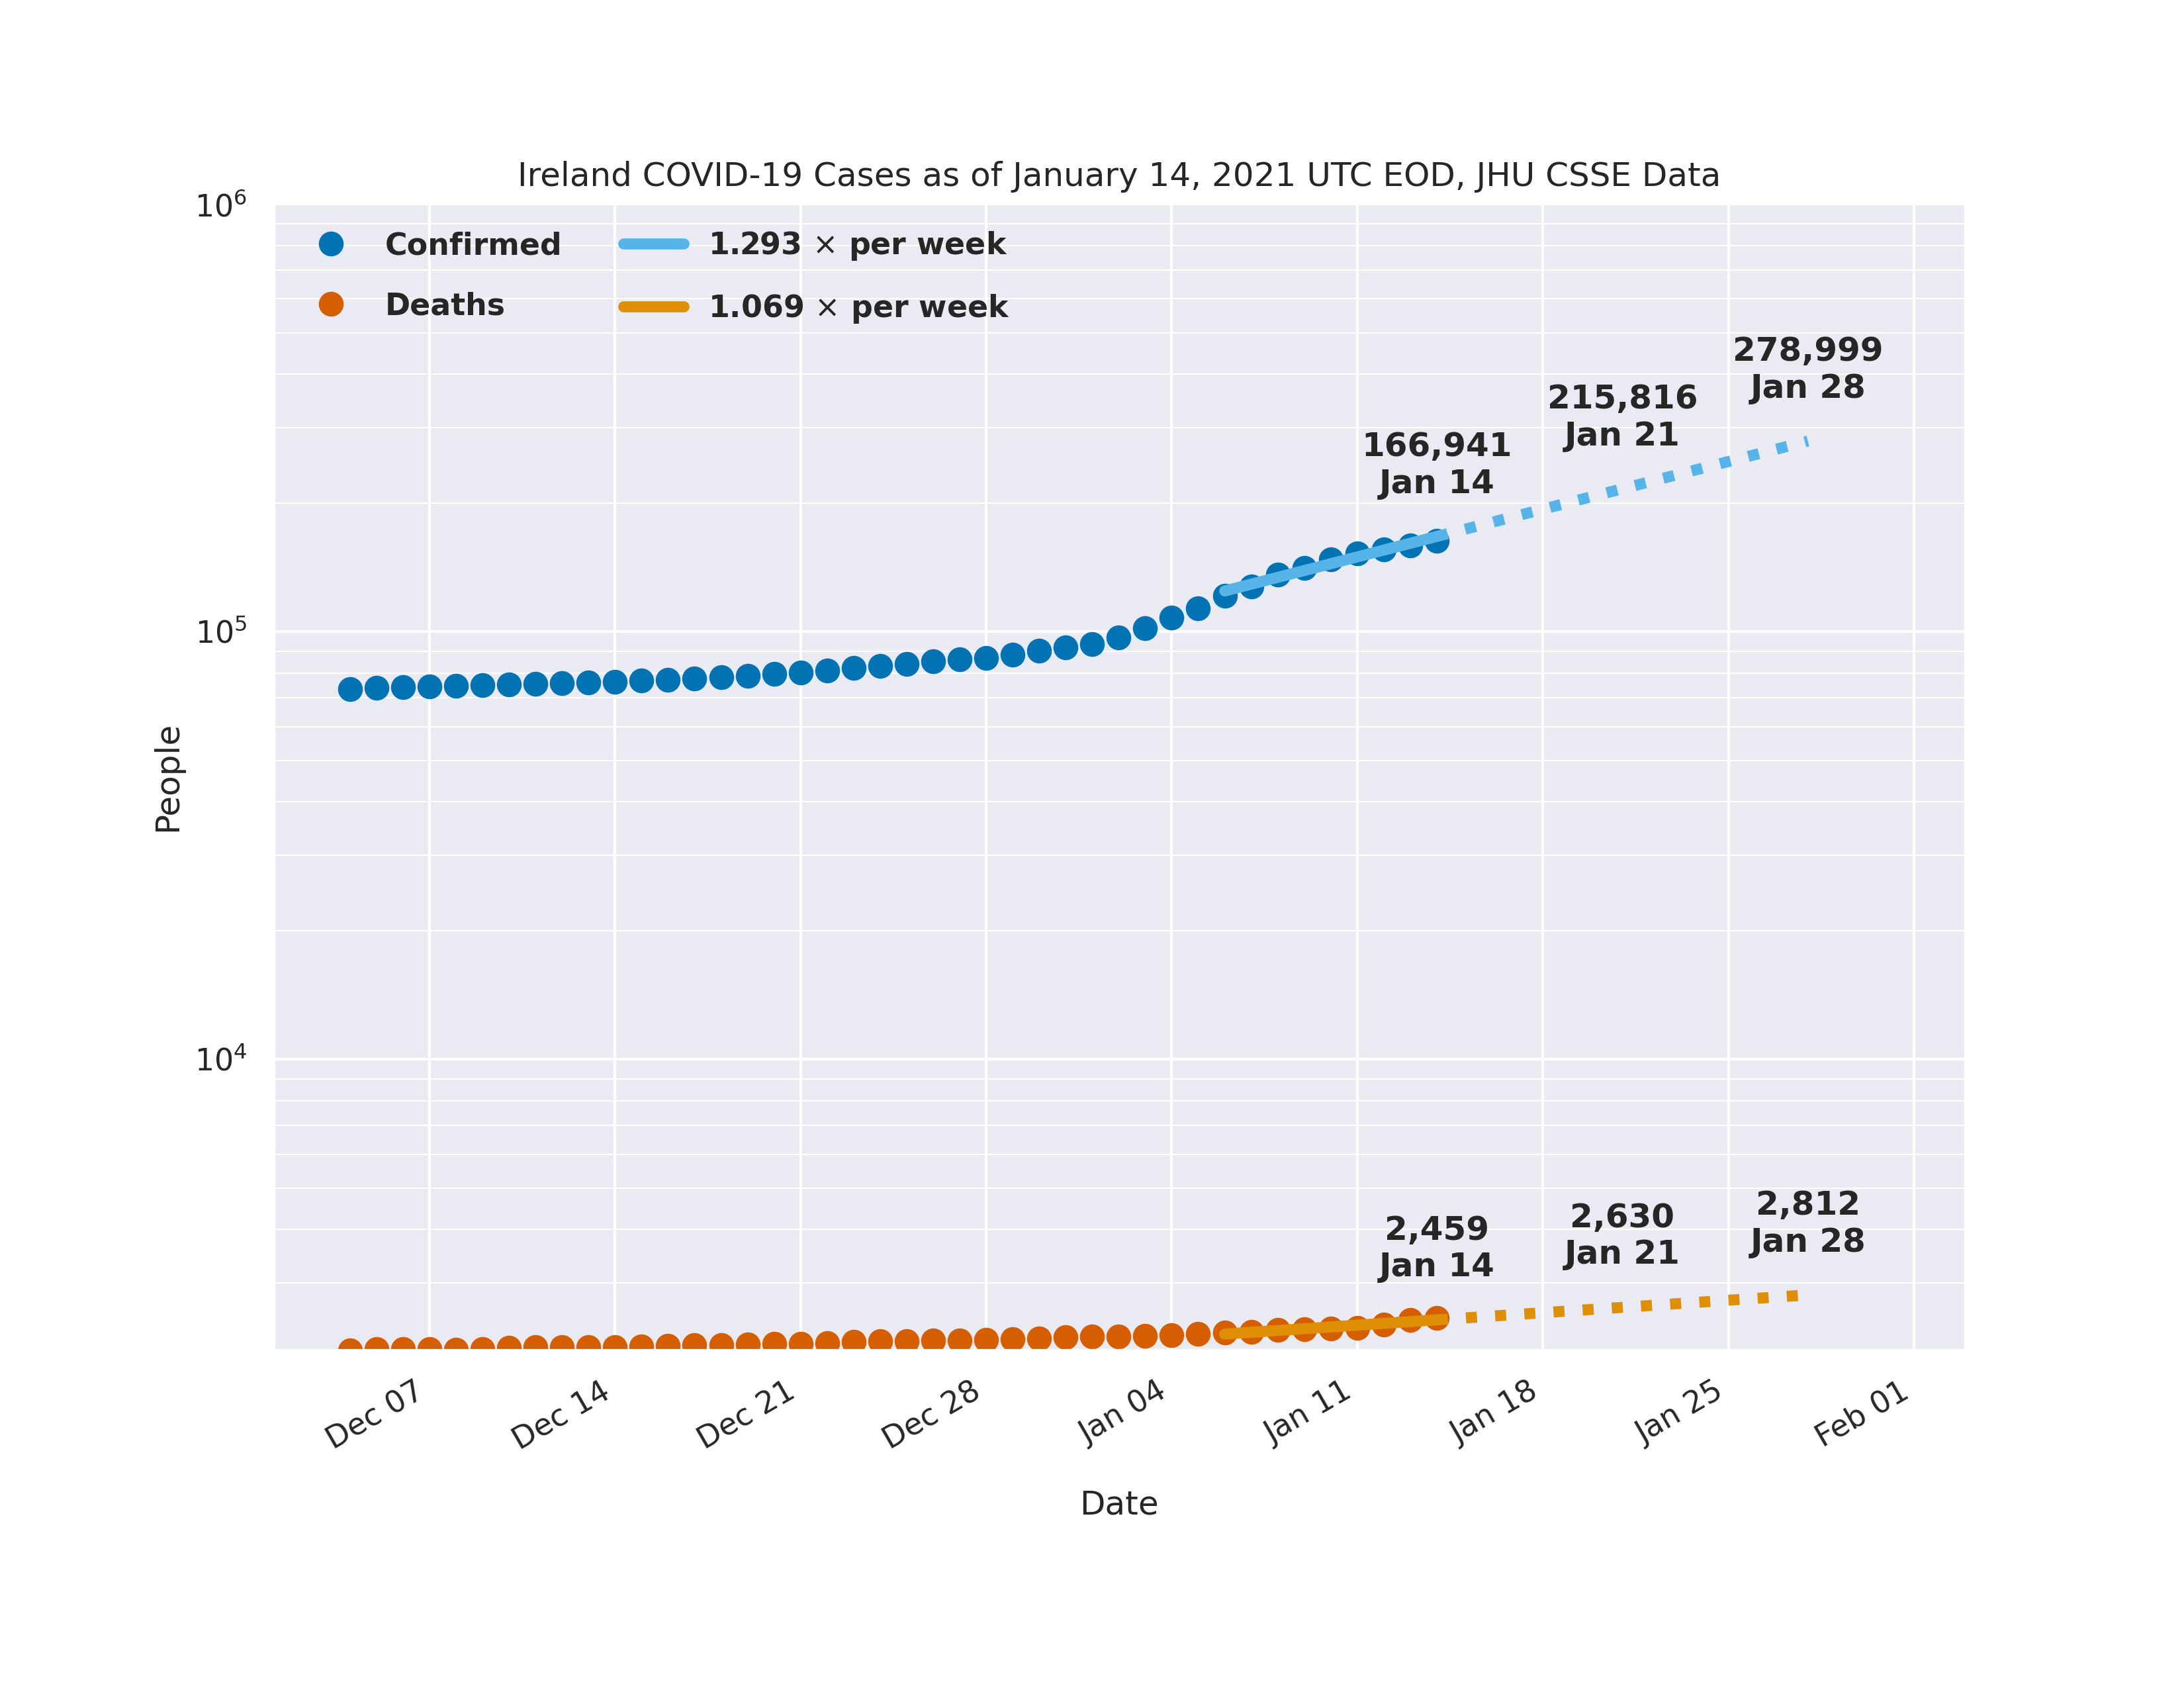 Ireland COVID-19 Cases as of January 14, 2021 UTC EOD, JHU CSSE Data
10⁶
10⁵
10⁴
People
Confirmed
Deaths
1.293 × per week
1.069 × per week
166,941
Jan 14
215,816
Jan 21
278,999
Jan 28
2,459
Jan 14
2,630
Jan 21
2,812
Jan 28
Dec 07
Dec 14
Dec 21
Dec 28
Jan 04
Jan 11
Jan 18
Jan 25
Feb 01
Date